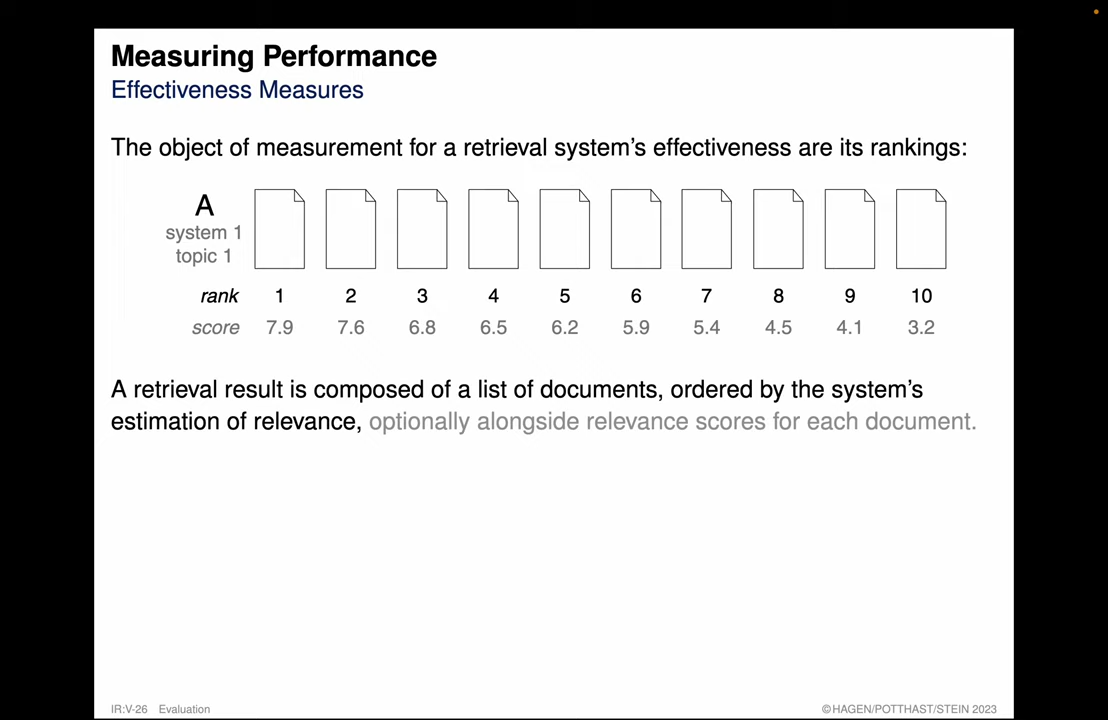 Measuring Performance
Effectiveness Measures
The object of measurement for a retrieval system's effectiveness are its rankings:
A
system 1
topic 1
rank 1 2 3 4 5 6 7 8 9 10
score 7.9 7.6 6.8 6.5 6.2 5.9 5.4 4.5 4.1 3.2
A retrieval result is composed of a list of documents, ordered by the system's
estimation of relevance, optionally alongside relevance scores for each document.
IR:V-26 Evaluation ©HAGEN/POTTHAST/STEIN 2023